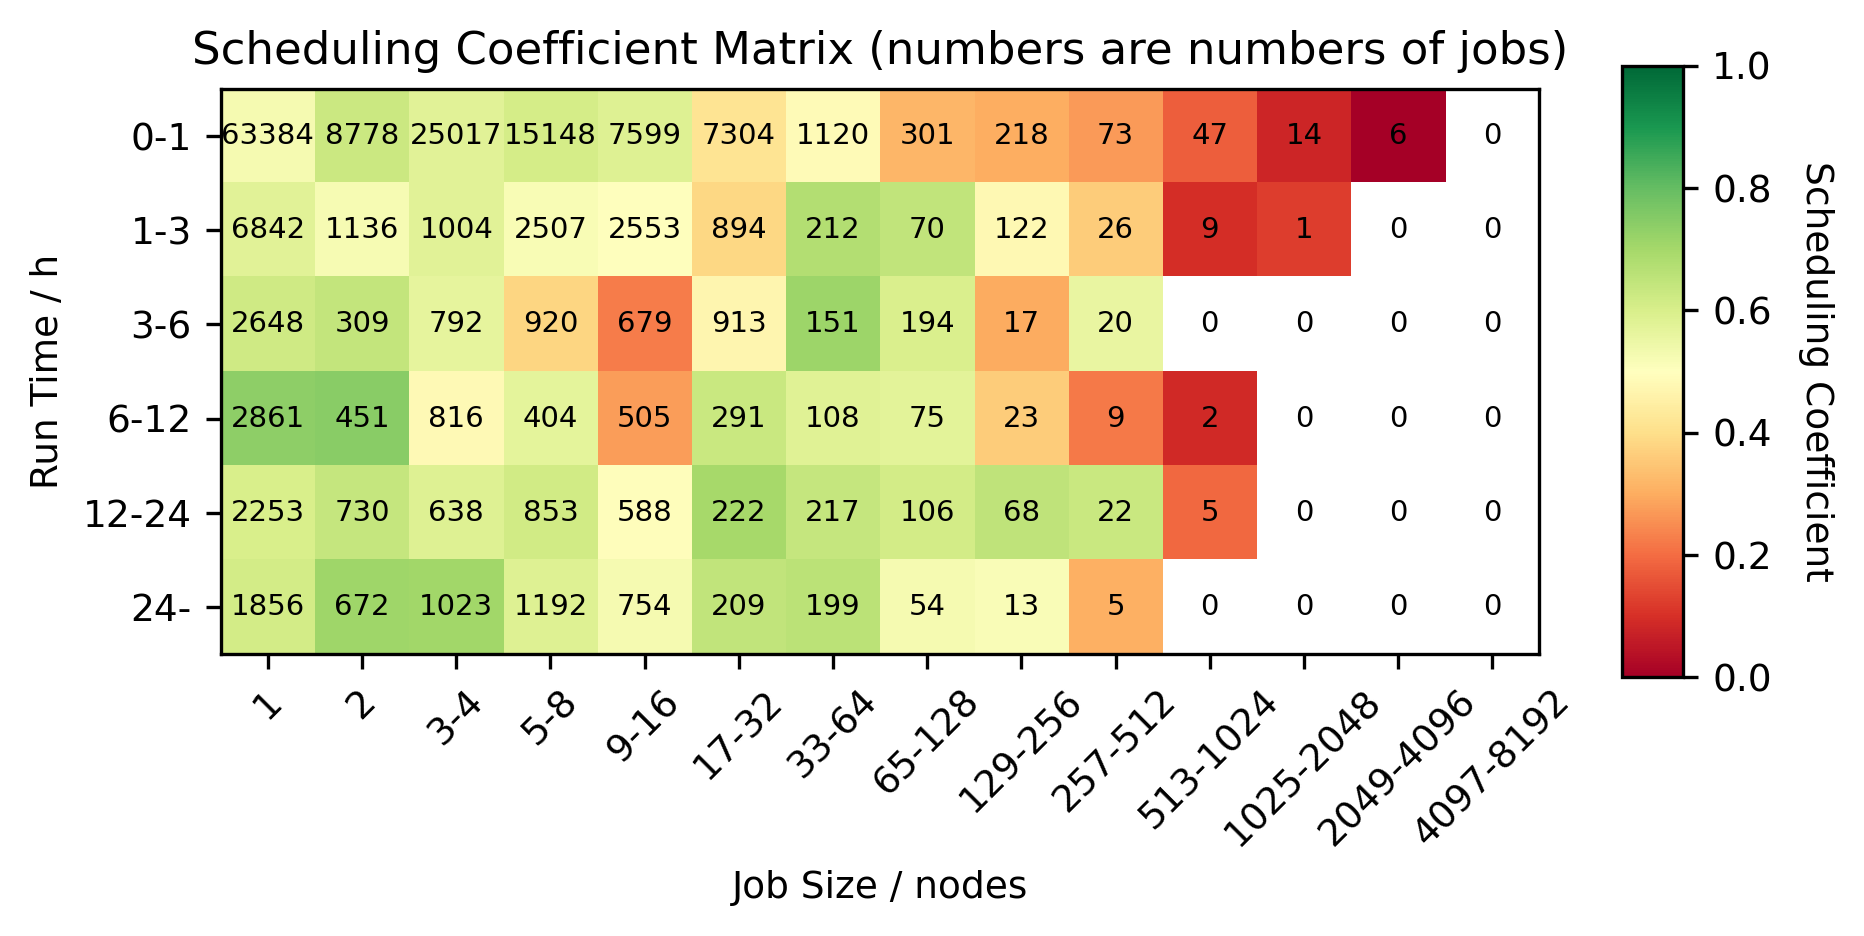 Scheduling Coefficient Matrix (numbers are numbers of jobs)
0-1 63384 8778 25017 15148 7599 7304 1120 301 218 73 47 14 6 0
1-3 6842 1136 1004 2507 2553 894 212 70 122 26 9 1 0 0
3-6 2648 309 792 920 679 913 151 194 17 20 0 0 0 0
6-12 2861 451 816 404 505 291 108 75 23 9 2 0 0 0
12-24 2253 730 638 853 588 222 217 106 68 22 5 0 0 0
24- 1856 672 1023 1192 754 209 199 54 13 5 0 0 0 0
Run Time / h
1 2 3-4 5-8 9-16 17-32 33-64 65-128 129-256 257-512 513-1024 1025-2048 2049-4096 4097-8192
Job Size / nodes
1.0
0.8
0.6
0.4
0.2
0.0
Scheduling Coefficient